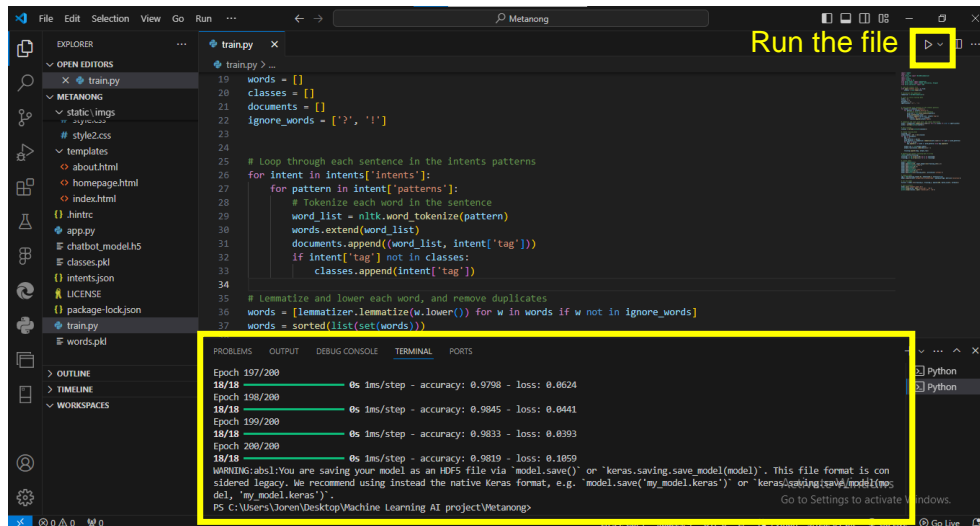 File Edit Selection View Go Run ··· ← → Metanong
EXPLORER ···
OPEN EDITORS
train.py
METANONG
static\imgs
style2.css
templates
about.html
homepage.html
index.html
.hintrc
app.py
chatbot_model.h5
classes.pkl
intents.json
LICENSE
package-lock.json
train.py
words.pkl
OUTLINE
TIMELINE
WORKSPACES
train.py
Run the file
train.py > ...
19 words = []
20 classes = []
21 documents = []
22 ignore_words = ['?', '!']
23
24
25 # Loop through each sentence in the intents patterns
26 for intent in intents['intents']:
27 for pattern in intent['patterns']:
28 # Tokenize each word in the sentence
29 word_list = nltk.word_tokenize(pattern)
30 words.extend(word_list)
31 documents.append((word_list, intent['tag']))
32 if intent['tag'] not in classes:
33 classes.append(intent['tag'])
34
35 # Lemmatize and lower each word, and remove duplicates
36 words = [lemmatizer.lemmatize(w.lower()) for w in words if w not in ignore_words]
37 words = sorted(list(set(words)))
PROBLEMS OUTPUT DEBUG CONSOLE TERMINAL PORTS
Epoch 197/200
18/18 0s 1ms/step - accuracy: 0.9798 - loss: 0.0624
Epoch 198/200
18/18 0s 1ms/step - accuracy: 0.9845 - loss: 0.0441
Epoch 199/200
18/18 0s 1ms/step - accuracy: 0.9833 - loss: 0.0393
Epoch 200/200
18/18 0s 1ms/step - accuracy: 0.9819 - loss: 0.1059
WARNING:absl:You are saving your model as an HDF5 file via `model.save()` or `keras.saving.save_model(model)`. This file format is con
sidered legacy. We recommend using instead the native Keras format, e.g. `model.save('my_model.keras')` or `keras.saving.save_model(mo
del, 'my_model.keras')`.
PS C:\Users\Joren\Desktop\Machine Learning AI project\Metanong>
Python
Python
Activate Windows
Go to Settings to activate Windows.
0 0 0
Go Live